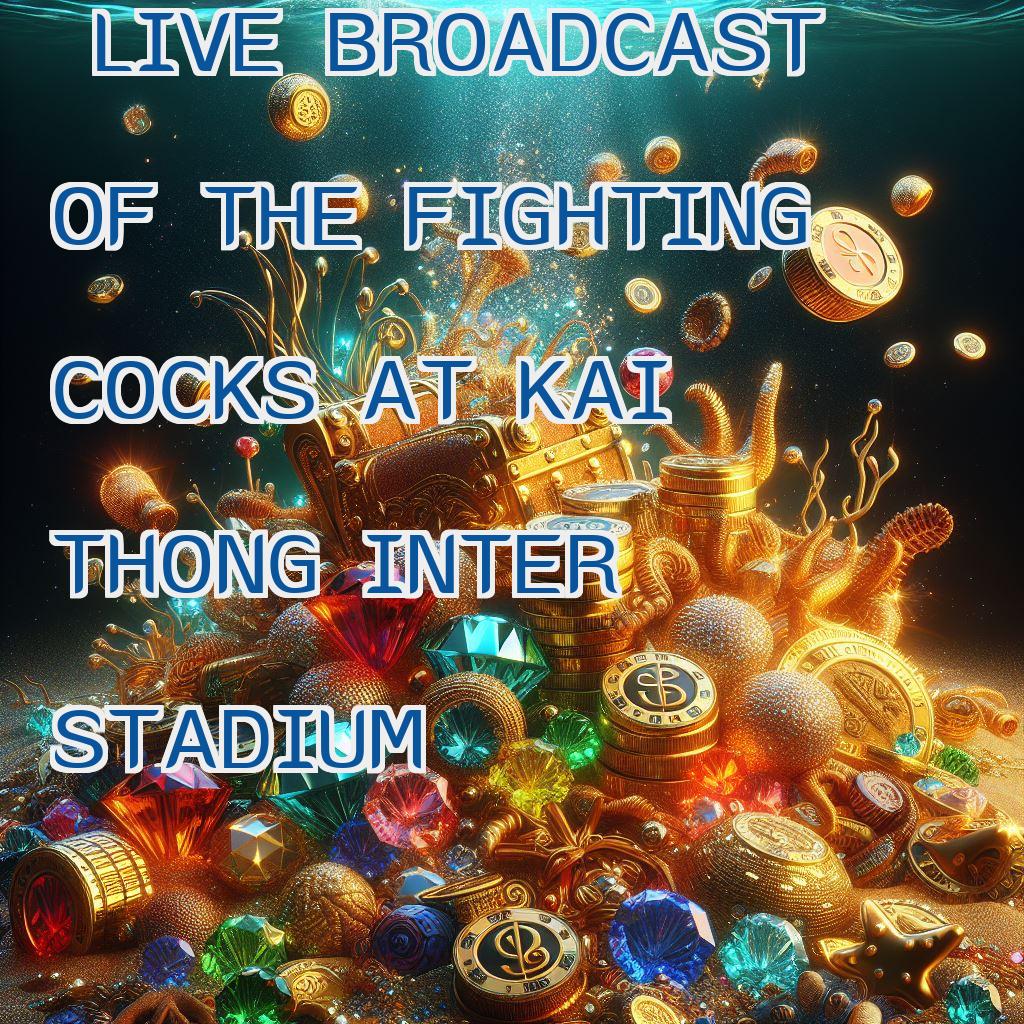 LIVE BROADCAST
OF THE FIGHTING
COCKS AT KAI
THONG INTER
STADIUM